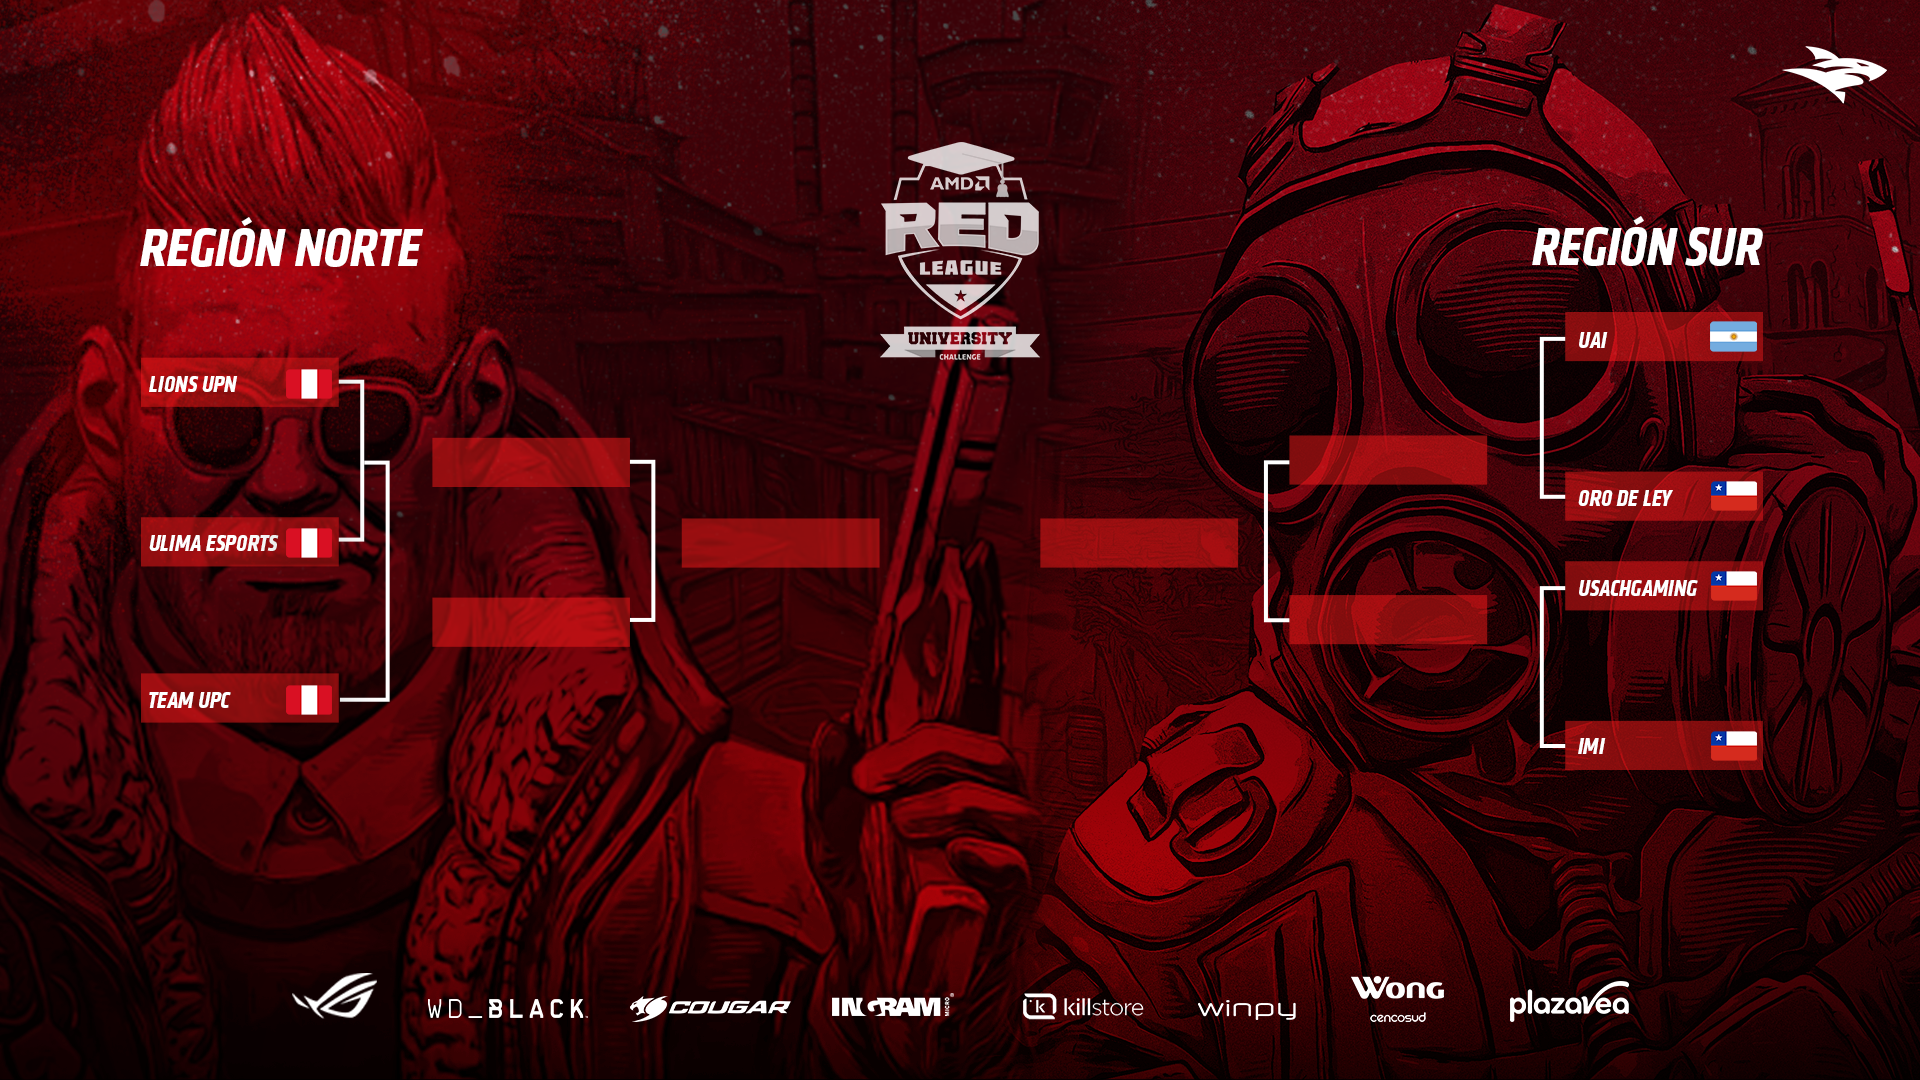 AMD
RED
LEAGUE
UNIVERSITY
CHALLENGE
REGIÓN NORTE
LIONS UPN
ULIMA ESPORTS
TEAM UPC
REGIÓN SUR
UAI
ORO DE LEY
USACHGAMING
IMI
WD_BLACK.
COUGAR
INGRAM MICRO®
k killstore
winpy
WONG
cencosud
plazavea